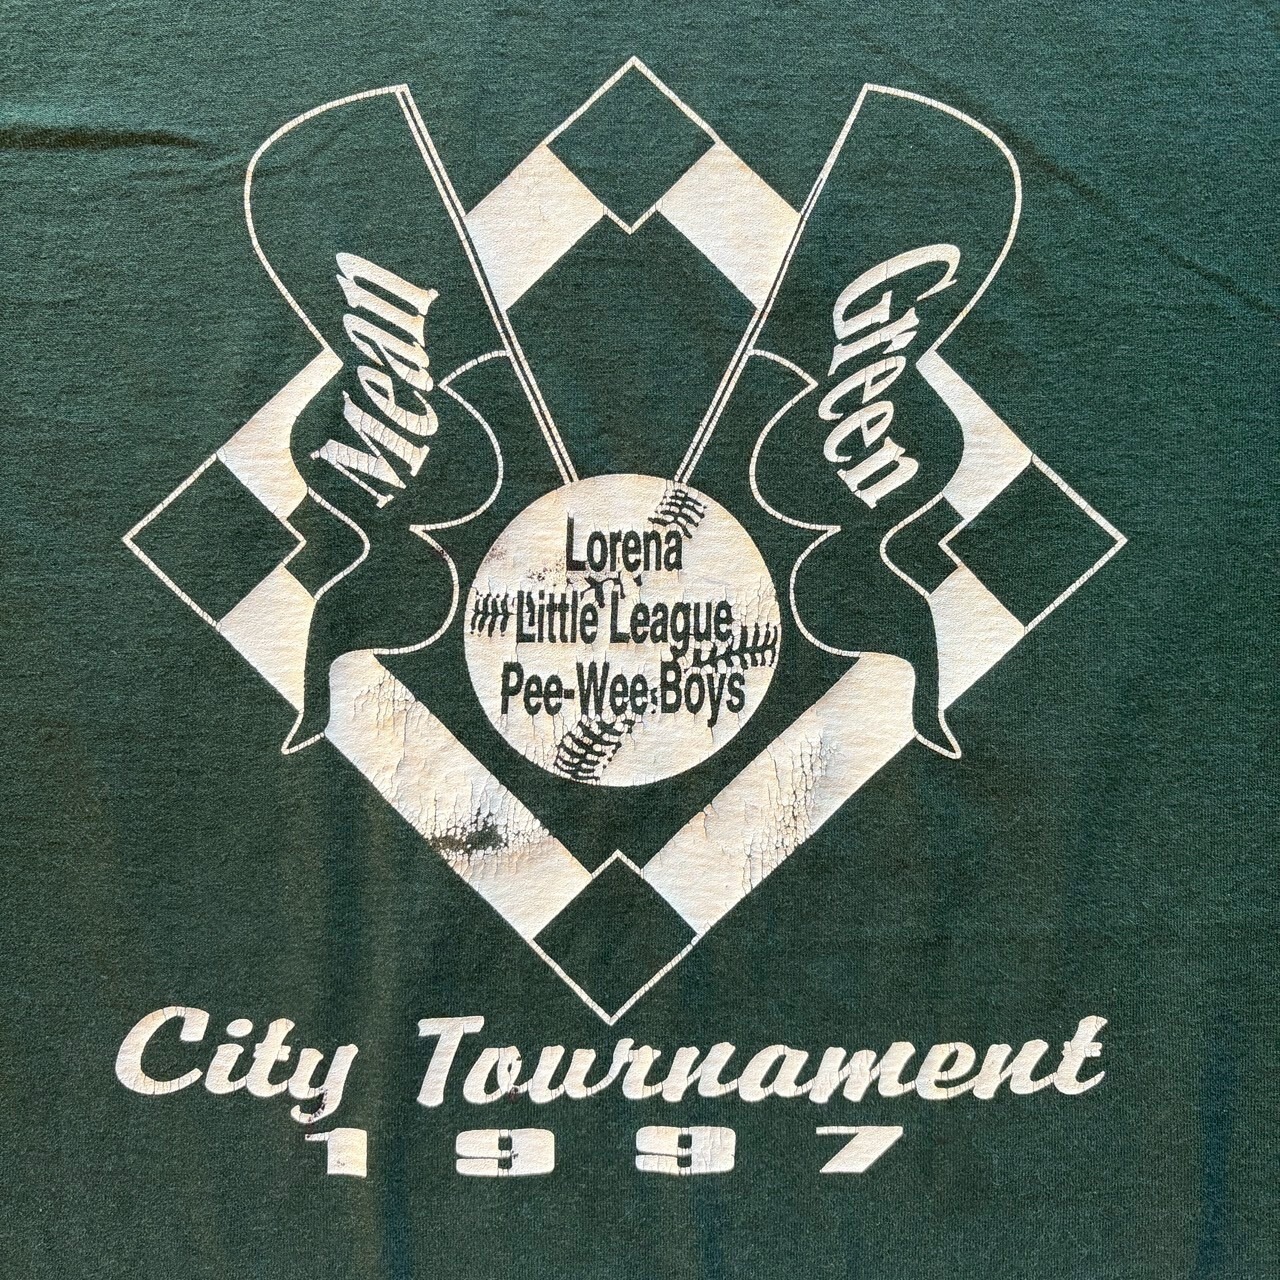 Mean
Green
Lorena
Little League
Pee-Wee Boys
City Tournament
1997